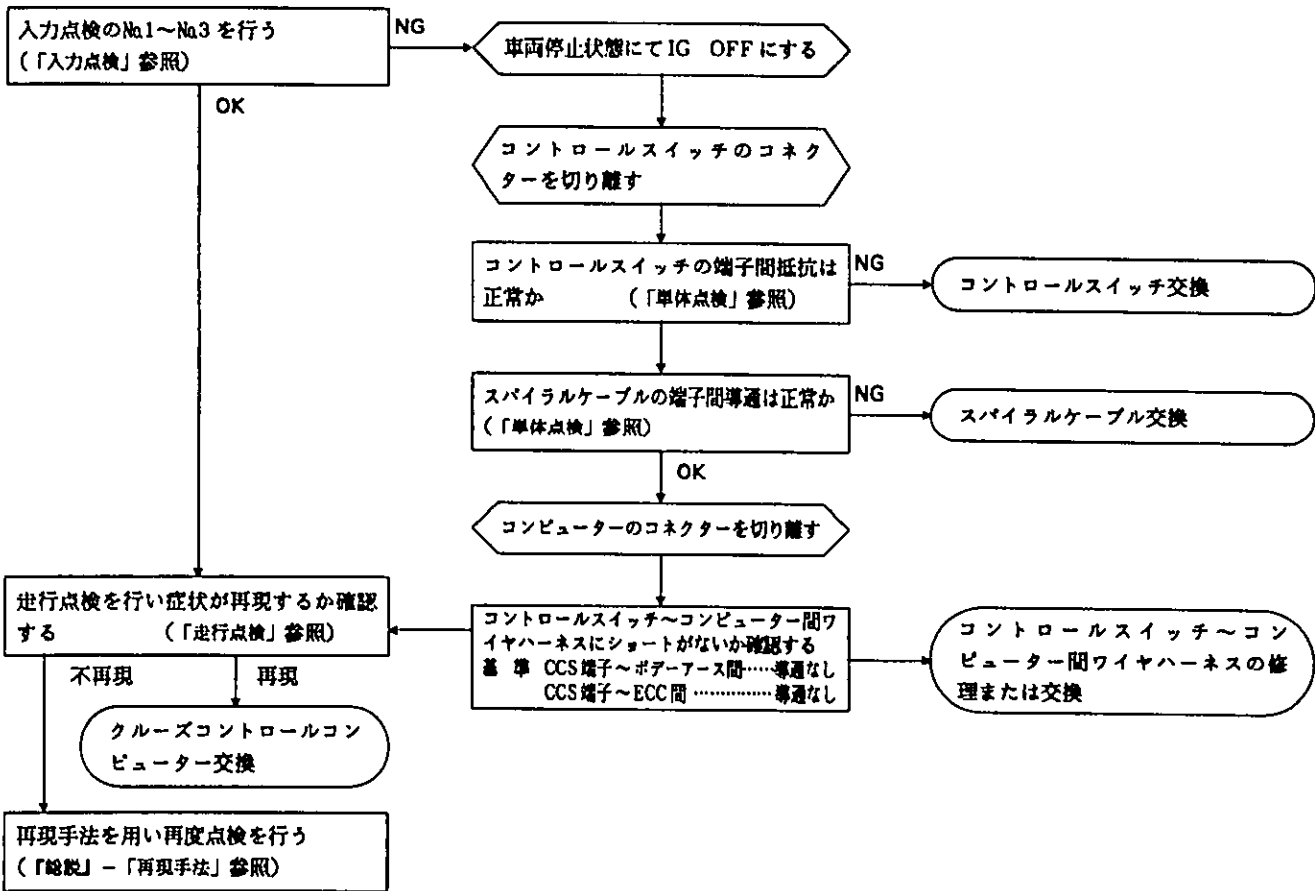 入力点検のNo.1～No.3を行う
(「入力点検」参照)
NG
車両停止状態にてIG OFFにする
OK
コントロールスイッチのコネク
ターを切り離す
コントロールスイッチの端子間抵抗は
正常か (「単体点検」参照)
NG
コントロールスイッチ交換
スパイラルケーブルの端子間導通は正常か
(「単体点検」参照)
NG
スパイラルケーブル交換
OK
コンピューターのコネクターを切り離す
走行点検を行い症状が再現するか確認
する (「走行点検」参照)
コントロールスイッチ～コンピューター間ワ
イヤハーネスにショートがないか確認する
基準 CCS端子～ボデーアース間……導通なし
CCS端子～ECC間……………導通なし
コントロールスイッチ～コン
ピューター間ワイヤハーネスの修
理または交換
不再現
再現
クルーズコントロールコン
ピューター交換
再現手法を用い再度点検を行う
(『総説』－「再現手法」参照)